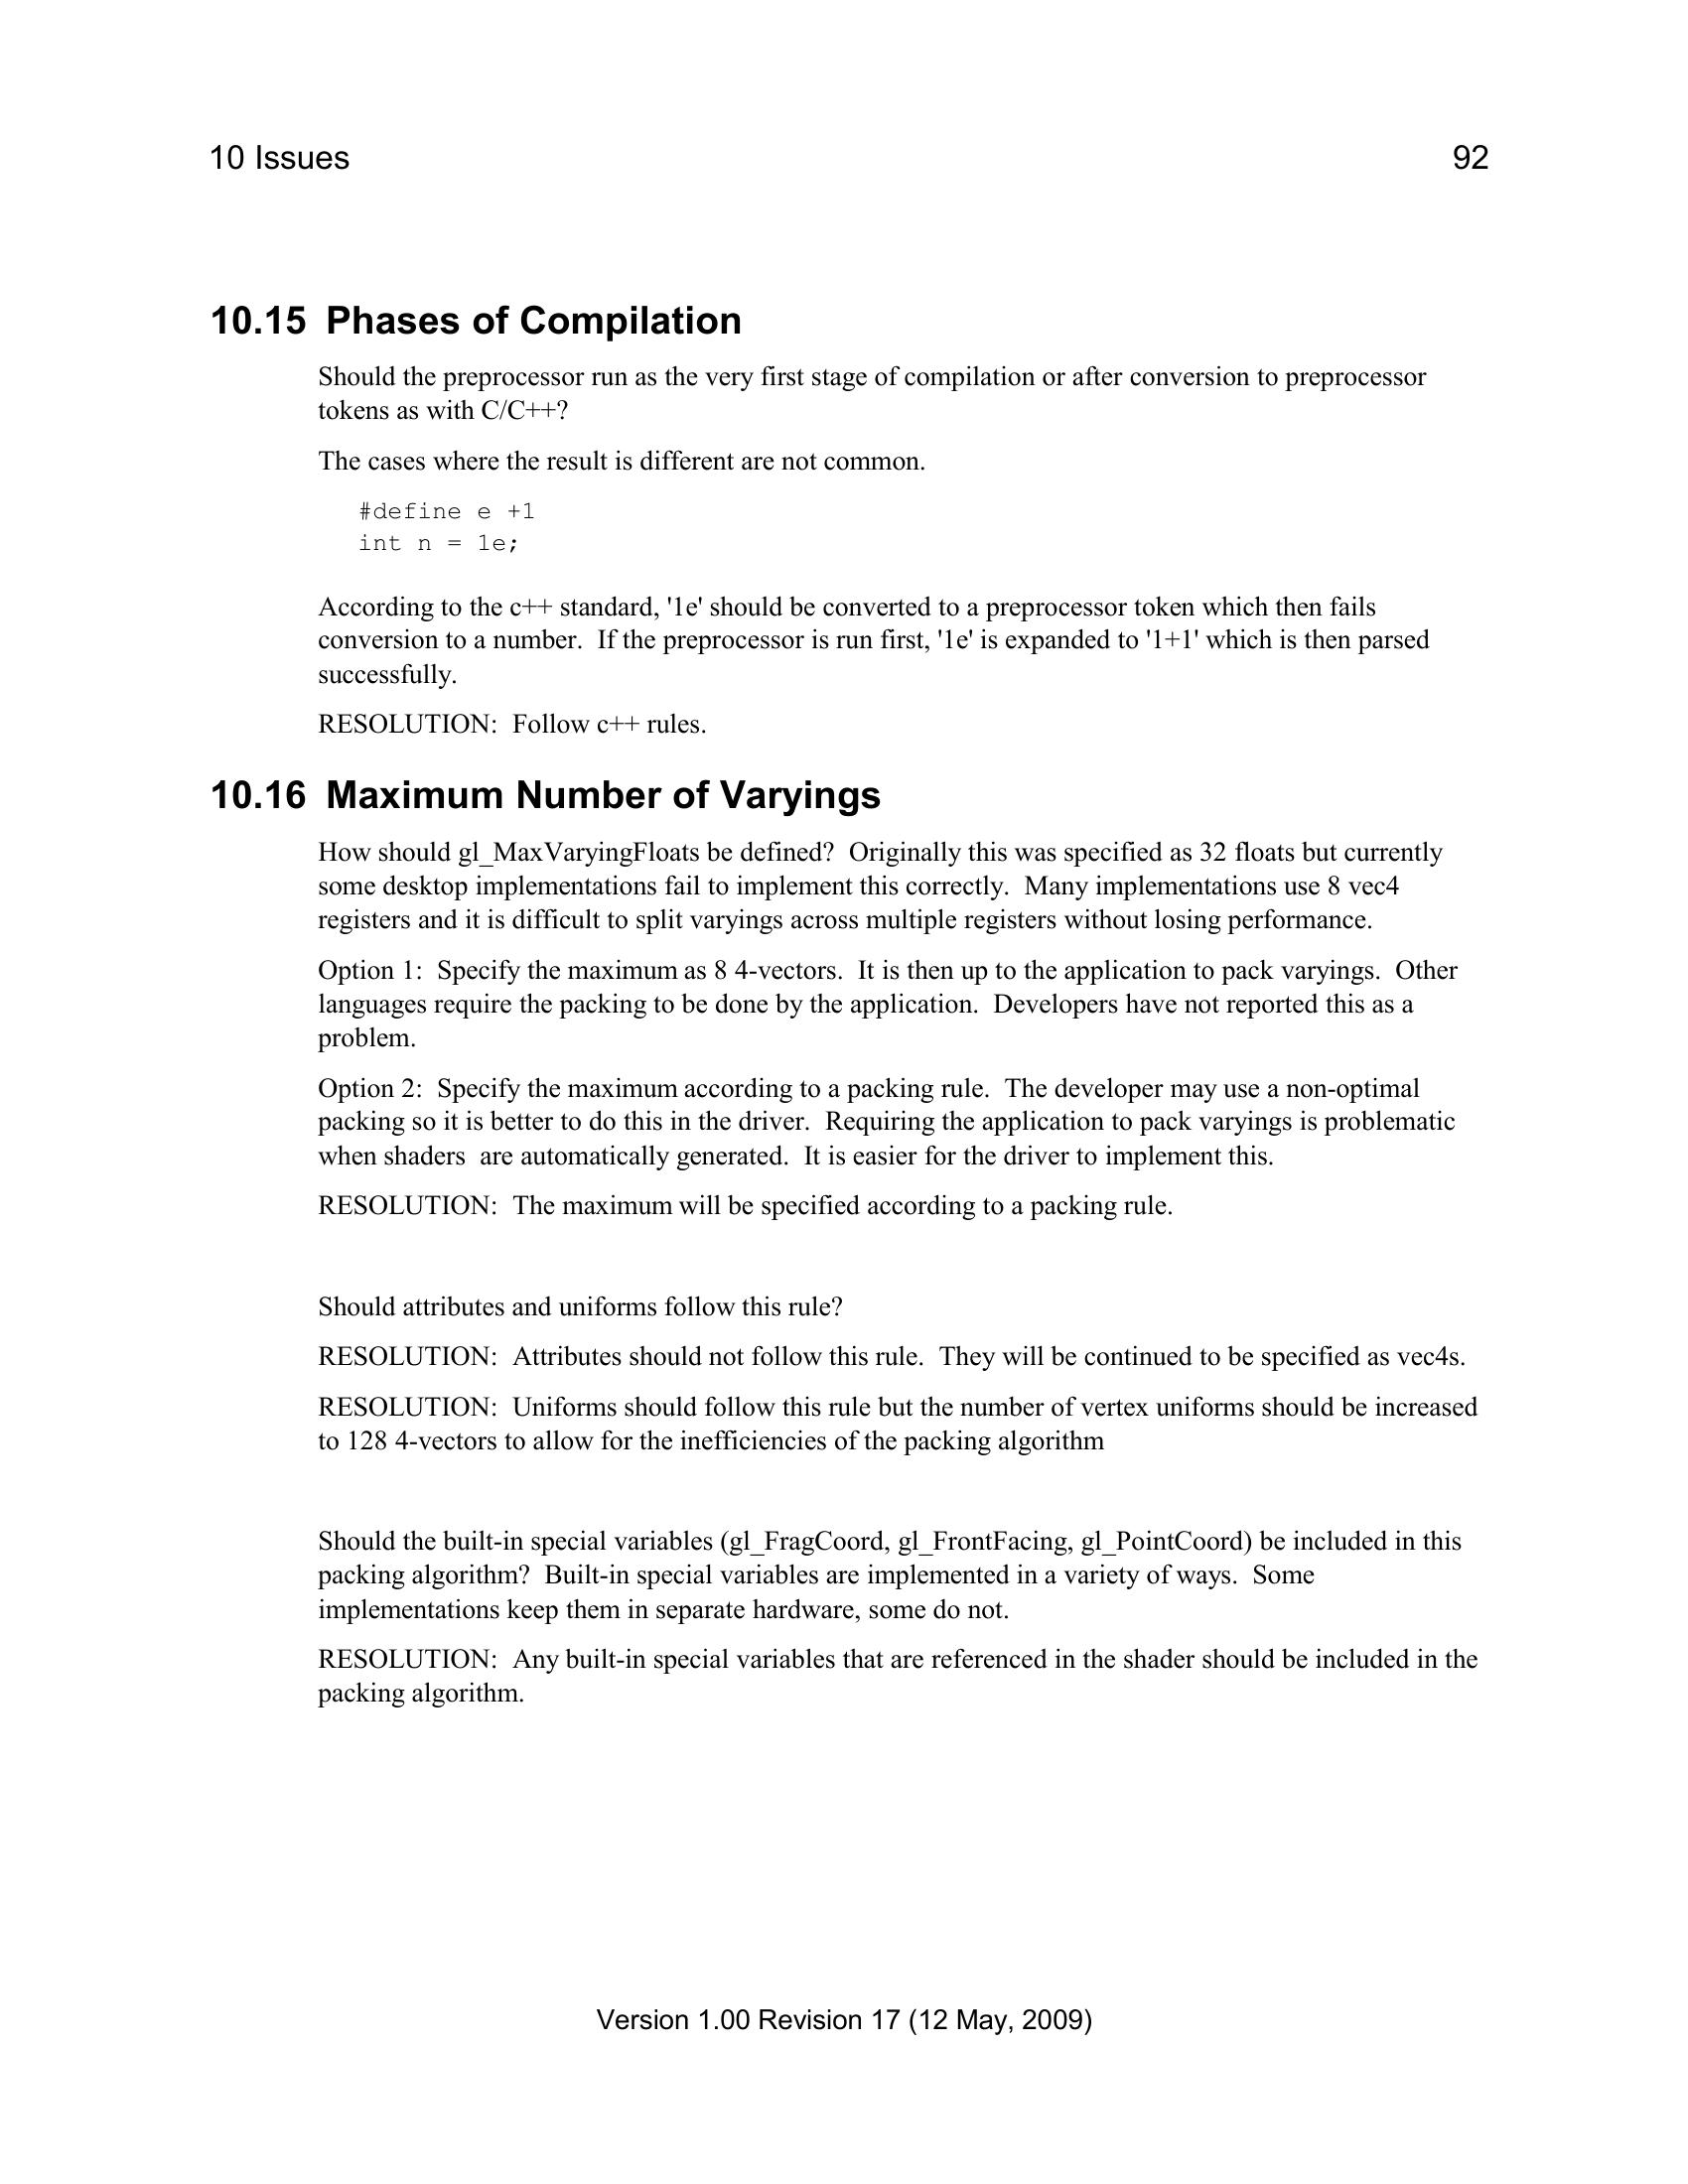 10 Issues 92
10.15 Phases of Compilation
Should the preprocessor run as the very first stage of compilation or after conversion to preprocessor
tokens as with C/C++?
The cases where the result is different are not common.
#define e +1
int n = 1e;
According to the c++ standard, '1e' should be converted to a preprocessor token which then fails
conversion to a number.  If the preprocessor is run first, '1e' is expanded to '1+1' which is then parsed
successfully.
RESOLUTION:  Follow c++ rules.
10.16 Maximum Number of Varyings
How should gl_MaxVaryingFloats be defined?  Originally this was specified as 32 floats but currently
some desktop implementations fail to implement this correctly.  Many implementations use 8 vec4
registers and it is difficult to split varyings across multiple registers without losing performance.
Option 1:  Specify the maximum as 8 4-vectors.  It is then up to the application to pack varyings.  Other
languages require the packing to be done by the application.  Developers have not reported this as a
problem.
Option 2:  Specify the maximum according to a packing rule.  The developer may use a non-optimal
packing so it is better to do this in the driver.  Requiring the application to pack varyings is problematic
when shaders  are automatically generated.  It is easier for the driver to implement this.
RESOLUTION:  The maximum will be specified according to a packing rule.
Should attributes and uniforms follow this rule?
RESOLUTION:  Attributes should not follow this rule.  They will be continued to be specified as vec4s.
RESOLUTION:  Uniforms should follow this rule but the number of vertex uniforms should be increased
to 128 4-vectors to allow for the inefficiencies of the packing algorithm
Should the built-in special variables (gl_FragCoord, gl_FrontFacing, gl_PointCoord) be included in this
packing algorithm?  Built-in special variables are implemented in a variety of ways.  Some
implementations keep them in separate hardware, some do not.
RESOLUTION:  Any built-in special variables that are referenced in the shader should be included in the
packing algorithm.
Version 1.00 Revision 17 (12 May, 2009)